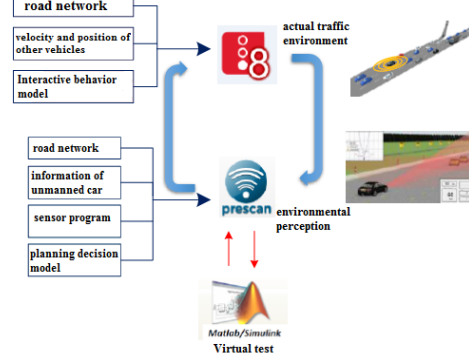 road network
velocity and position of
other vehicles
Interactive behavior
model
8
actual traffic
environment
road network
information of
unmanned car
sensor program
planning decision
model
prescan
environmental
perception
Matlab/Simulink
Virtual test